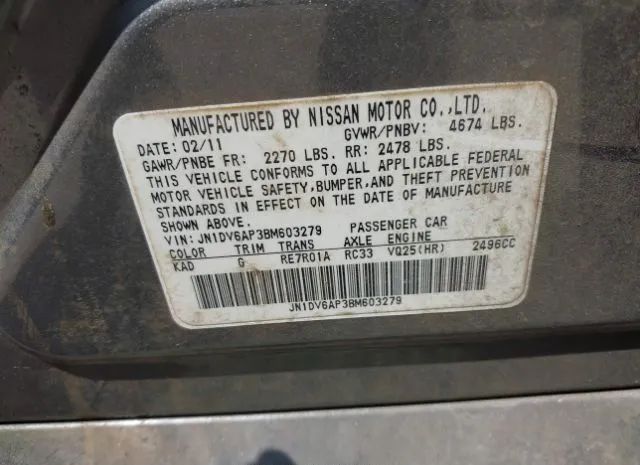 MANUFACTURED BY NISSAN MOTOR CO.,LTD.
DATE: 02/11 GVWR/PNBV: 4674 LBS.
GAWR/PNBE FR: 2270 LBS. RR: 2478 LBS.
THIS VEHICLE CONFORMS TO ALL APPLICABLE FEDERAL
MOTOR VEHICLE SAFETY,BUMPER,AND THEFT PREVENTION
STANDARDS IN EFFECT ON THE DATE OF MANUFACTURE
SHOWN ABOVE.
VIN: JN1DV6AP3BM603279 PASSENGER CAR
COLOR TRIM TRANS AXLE ENGINE
KAD G RE7R01A RC33 VQ25(HR) 2496CC
JN1DV6AP3BM603279